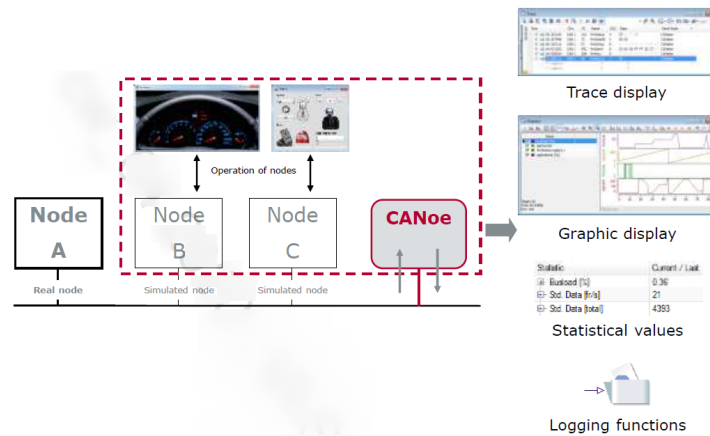 Trace display
Operation of nodes
Node
A
Node
B
Node
C
CANoe
Real node
Simulated node
Simulated node
Graphic display
Statistic
Current / Last
Busload [%]
0.36
Std. Data [fr/s]
21
Std. Data [total]
4393
Statistical values
Logging functions